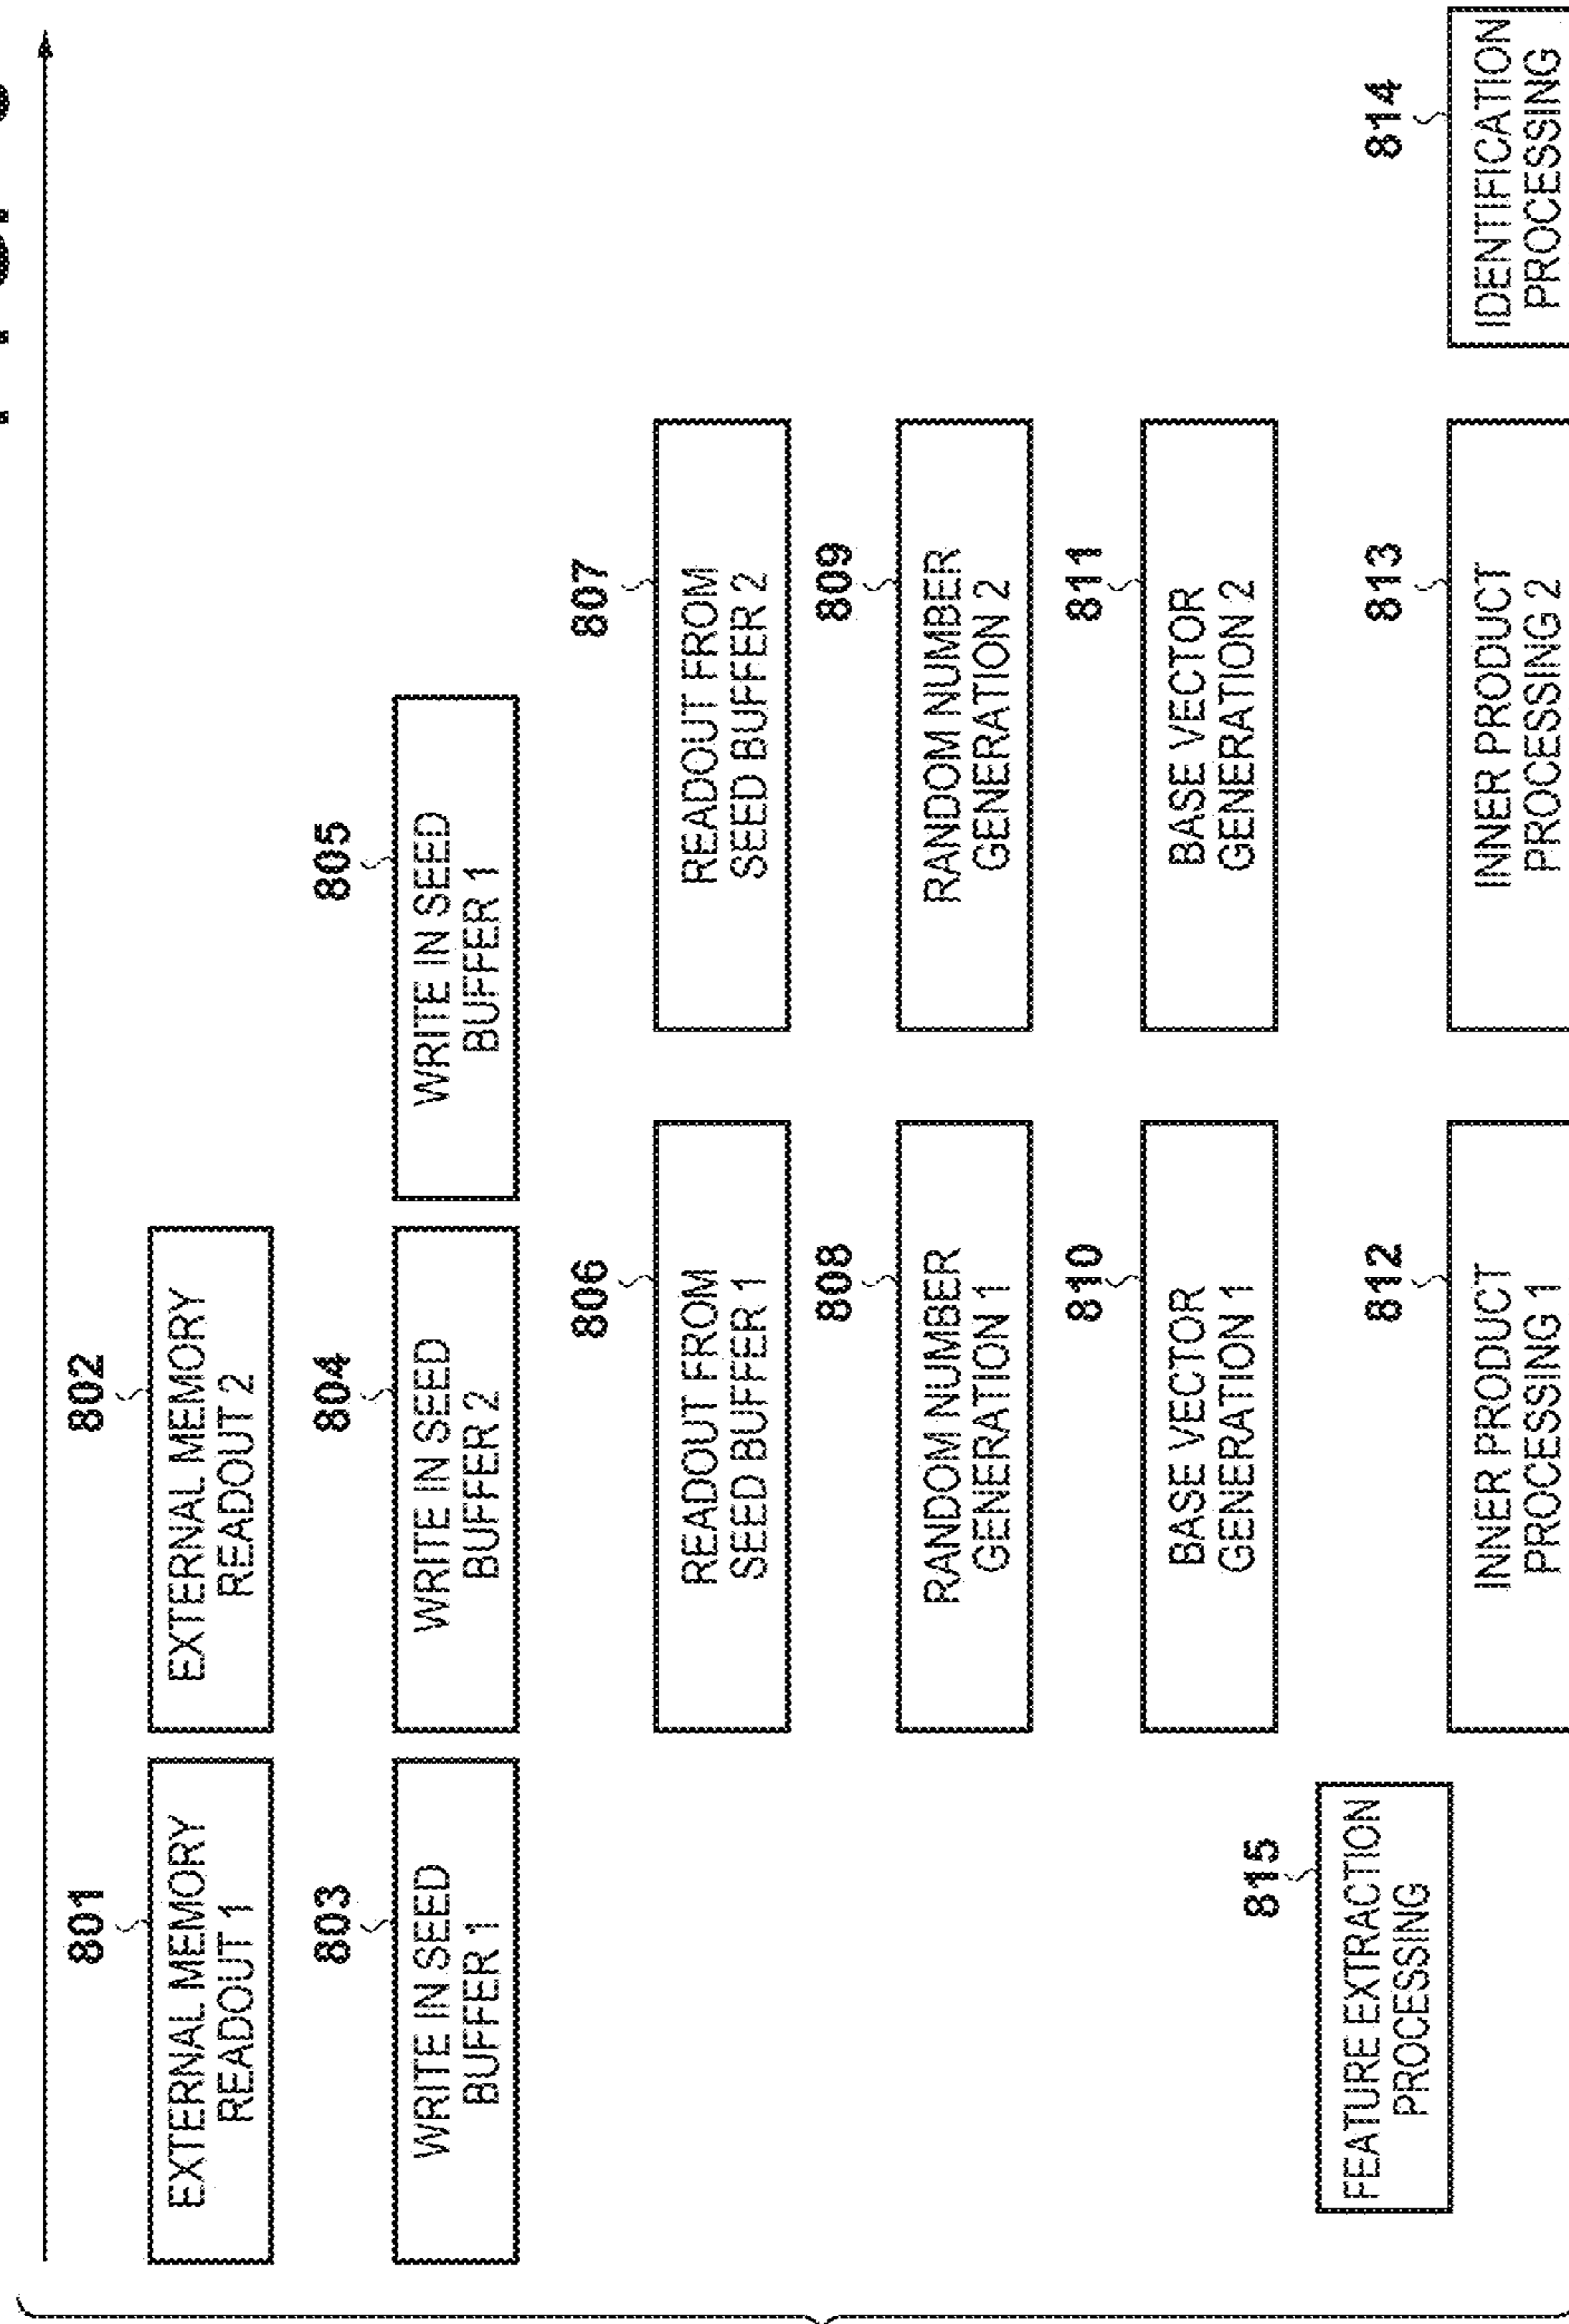 801
EXTERNAL MEMORY
READOUT 1
802
EXTERNAL MEMORY
READOUT 2
803
WRITE IN SEED
BUFFER 1
804
WRITE IN SEED
BUFFER 2
805
WRITE IN SEED
BUFFER 1
806
READOUT FROM
SEED BUFFER 1
807
READOUT FROM
SEED BUFFER 2
808
RANDOM NUMBER
GENERATION 1
809
RANDOM NUMBER
GENERATION 2
810
BASE VECTOR
GENERATION 1
811
BASE VECTOR
GENERATION 2
815
FEATURE EXTRACTION
PROCESSING
812
INNER PRODUCT
PROCESSING 1
813
INNER PRODUCT
PROCESSING 2
814
IDENTIFICATION
PROCESSING